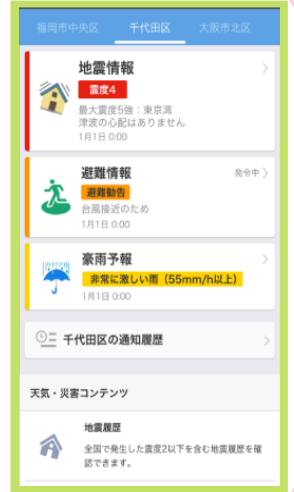 福岡市中央区 千代田区 大阪市北区
地震情報
震度4
最大震度5強：東京湾
津波の心配はありません
1月1日 0:00
避難情報 発令中
避難勧告
台風接近のため
1月1日 0:00
豪雨予報
非常に激しい雨（55mm/h以上）
1月1日 0:00
千代田区の通知履歴
天気・災害コンテンツ
地震履歴
全国で発生した震度2以下を含む地震履歴を確
認できます。